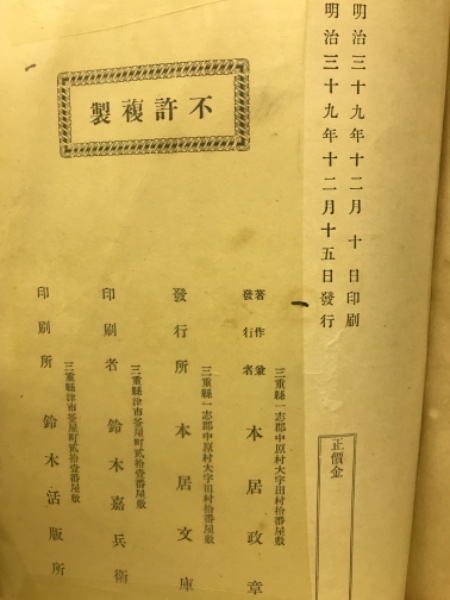 明治三十九年十二月十日印刷
明治三十九年十二月十五日發行
正價金
不許複製
著作兼
發行者
三重縣一志郡中原村大字田村拾番屋敷
本居政章
發行所
三重縣一志郡中原村大字田村拾番屋敷
本居文庫
印刷者
三重縣津市釜屋町貳拾壹番屋敷
鈴木嘉兵衛
印刷所
三重縣津市釜屋町貳拾壹番屋敷
鈴木活版所